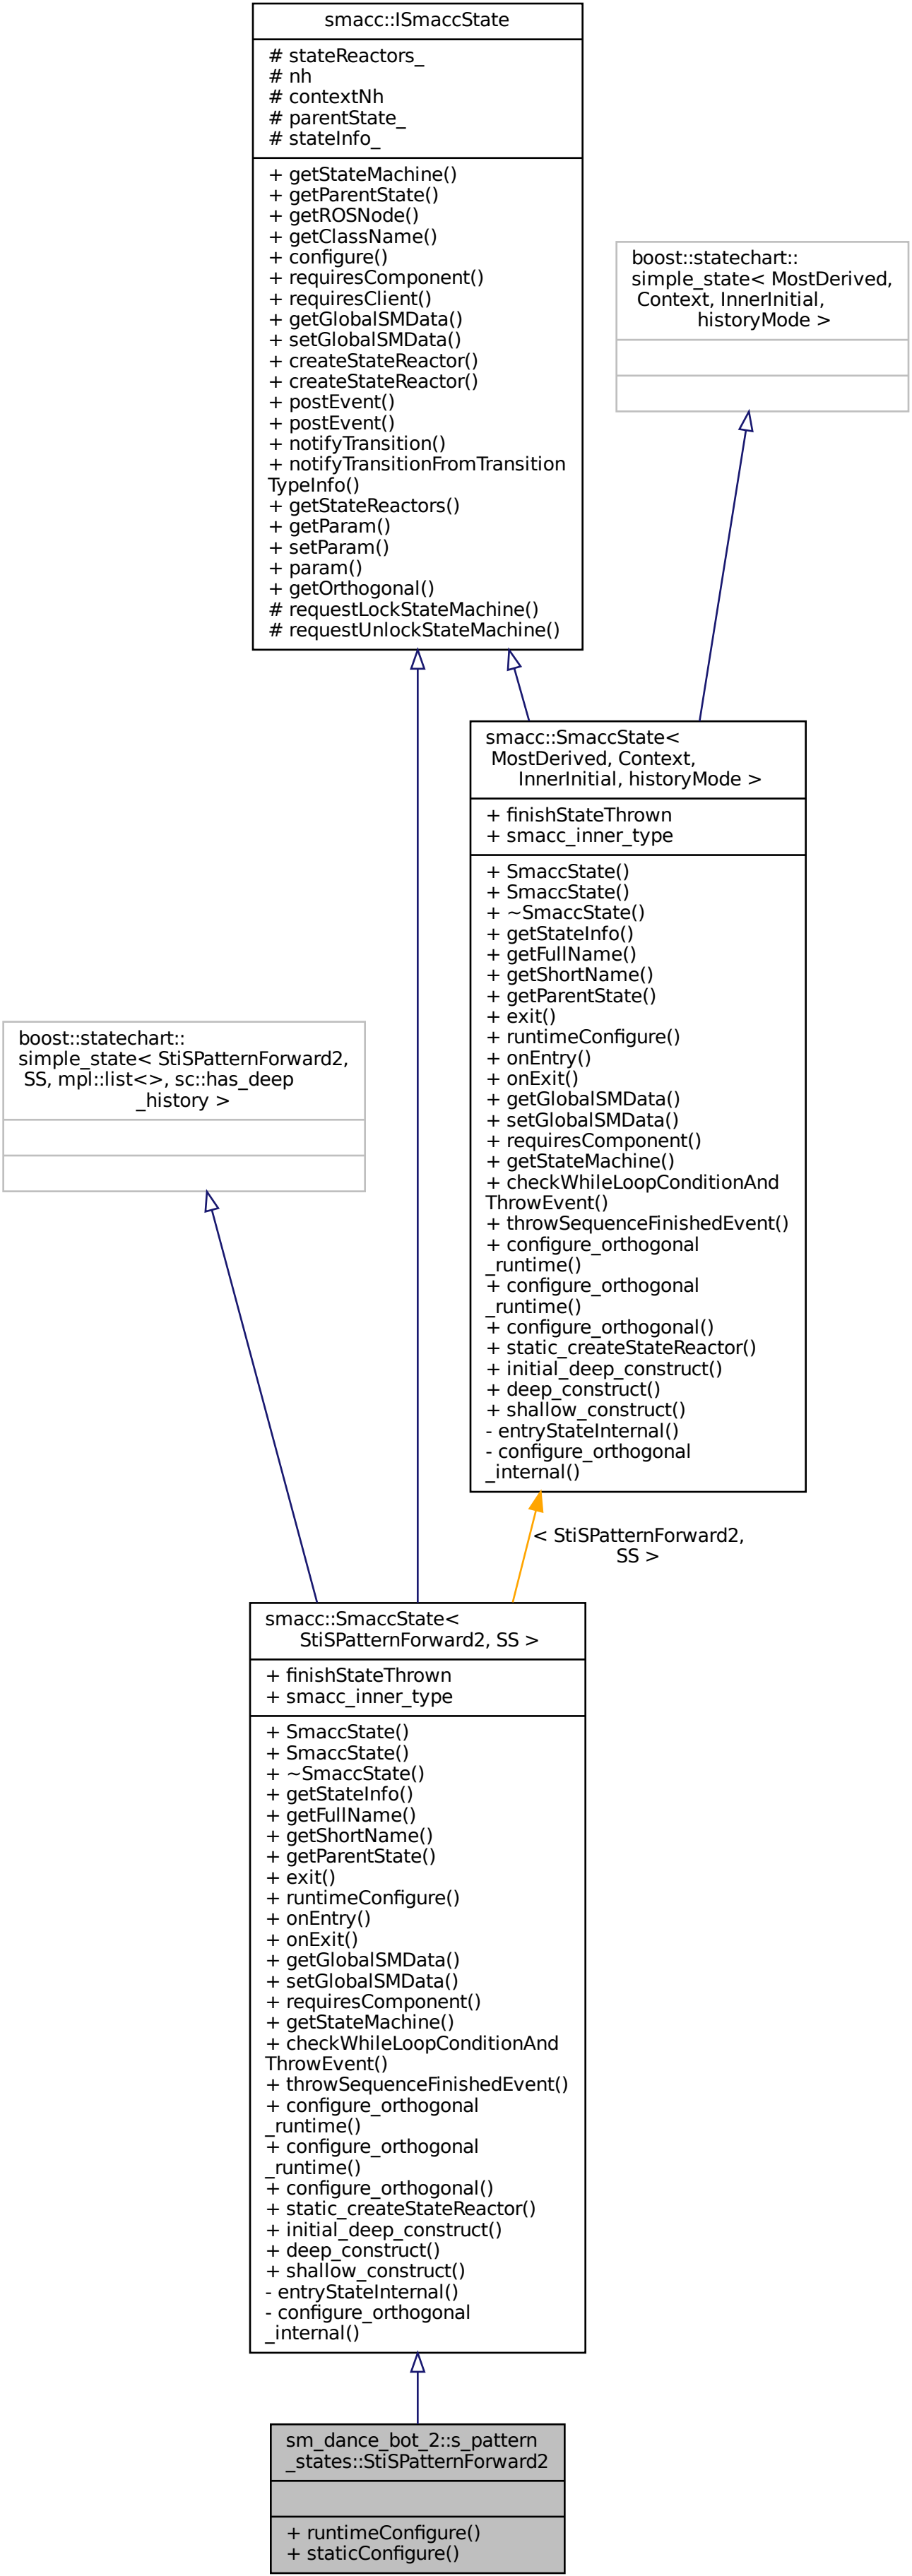 smacc::ISmaccState
# stateReactors_
# nh
# contextNh
# parentState_
# stateInfo_
+ getStateMachine()
+ getParentState()
+ getROSNode()
+ getClassName()
+ configure()
+ requiresComponent()
+ requiresClient()
+ getGlobalSMData()
+ setGlobalSMData()
+ createStateReactor()
+ createStateReactor()
+ postEvent()
+ postEvent()
+ notifyTransition()
+ notifyTransitionFromTransition
TypeInfo()
+ getStateReactors()
+ getParam()
+ setParam()
+ param()
+ getOrthogonal()
# requestLockStateMachine()
# requestUnlockStateMachine()
boost::statechart::
simple_state< MostDerived,
Context, InnerInitial,
historyMode >
smacc::SmaccState<
MostDerived, Context,
InnerInitial, historyMode >
+ finishStateThrown
+ smacc_inner_type
+ SmaccState()
+ SmaccState()
+ ~SmaccState()
+ getStateInfo()
+ getFullName()
+ getShortName()
+ getParentState()
+ exit()
+ runtimeConfigure()
+ onEntry()
+ onExit()
+ getGlobalSMData()
+ setGlobalSMData()
+ requiresComponent()
+ getStateMachine()
+ checkWhileLoopConditionAnd
ThrowEvent()
+ throwSequenceFinishedEvent()
+ configure_orthogonal
_runtime()
+ configure_orthogonal
_runtime()
+ configure_orthogonal()
+ static_createStateReactor()
+ initial_deep_construct()
+ deep_construct()
+ shallow_construct()
- entryStateInternal()
- configure_orthogonal
_internal()
boost::statechart::
simple_state< StiSPatternForward2,
SS, mpl::list<>, sc::has_deep
_history >
< StiSPatternForward2,
SS >
smacc::SmaccState<
StiSPatternForward2, SS >
+ finishStateThrown
+ smacc_inner_type
+ SmaccState()
+ SmaccState()
+ ~SmaccState()
+ getStateInfo()
+ getFullName()
+ getShortName()
+ getParentState()
+ exit()
+ runtimeConfigure()
+ onEntry()
+ onExit()
+ getGlobalSMData()
+ setGlobalSMData()
+ requiresComponent()
+ getStateMachine()
+ checkWhileLoopConditionAnd
ThrowEvent()
+ throwSequenceFinishedEvent()
+ configure_orthogonal
_runtime()
+ configure_orthogonal
_runtime()
+ configure_orthogonal()
+ static_createStateReactor()
+ initial_deep_construct()
+ deep_construct()
+ shallow_construct()
- entryStateInternal()
- configure_orthogonal
_internal()
sm_dance_bot_2::s_pattern
_states::StiSPatternForward2
+ runtimeConfigure()
+ staticConfigure()